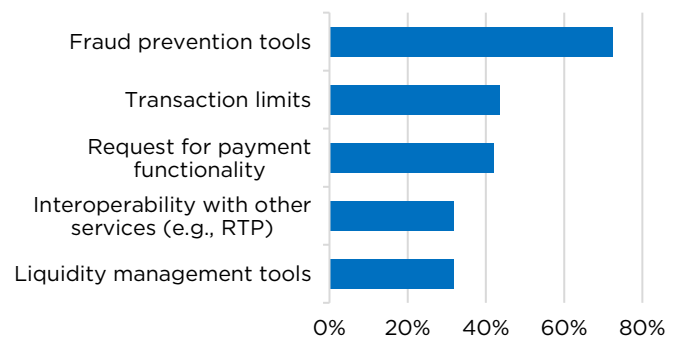 Fraud prevention tools
Transaction limits
Request for payment
functionality
Interoperability with other
services (e.g., RTP)
Liquidity management tools
0% 20% 40% 60% 80%